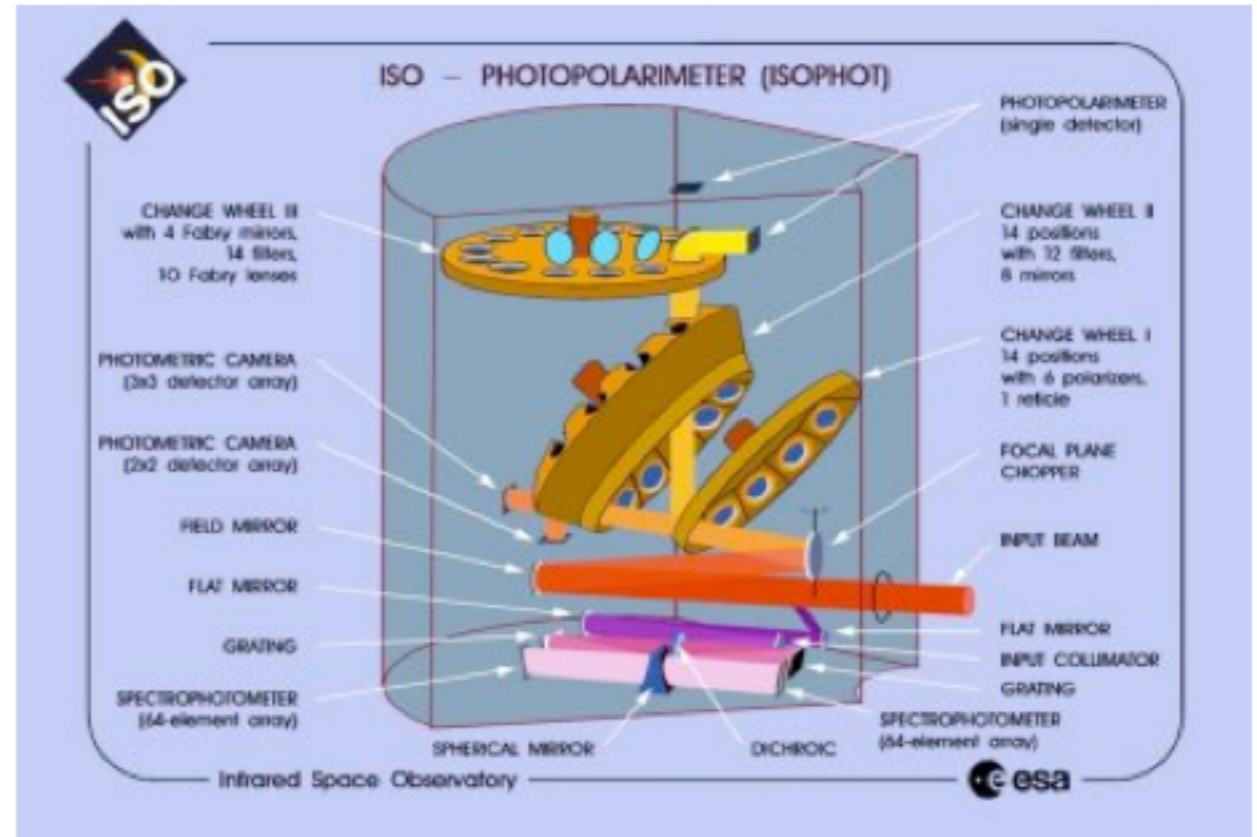 ISO
ISO – PHOTOPOLARIMETER (ISOPHOT)
PHOTOPOLARIMETER
(single detector)
CHANGE WHEEL III
with 4 Fabry mirrors,
14 filters,
10 Fabry lenses
CHANGE WHEEL II
14 positions
with 12 filters,
8 mirrors
CHANGE WHEEL I
14 positions
with 6 polarizers,
1 reticle
PHOTOMETRIC CAMERA
(3x3 detector array)
PHOTOMETRIC CAMERA
(2x2 detector array)
FOCAL PLANE
CHOPPER
FIELD MIRROR
INPUT BEAM
FLAT MIRROR
FLAT MIRROR
GRATING
INPUT COLLIMATOR
GRATING
SPECTROPHOTOMETER
(64-element array)
SPECTROPHOTOMETER
(64-element array)
SPHERICAL MIRROR
DICHROIC
Infrared Space Observatory
esa